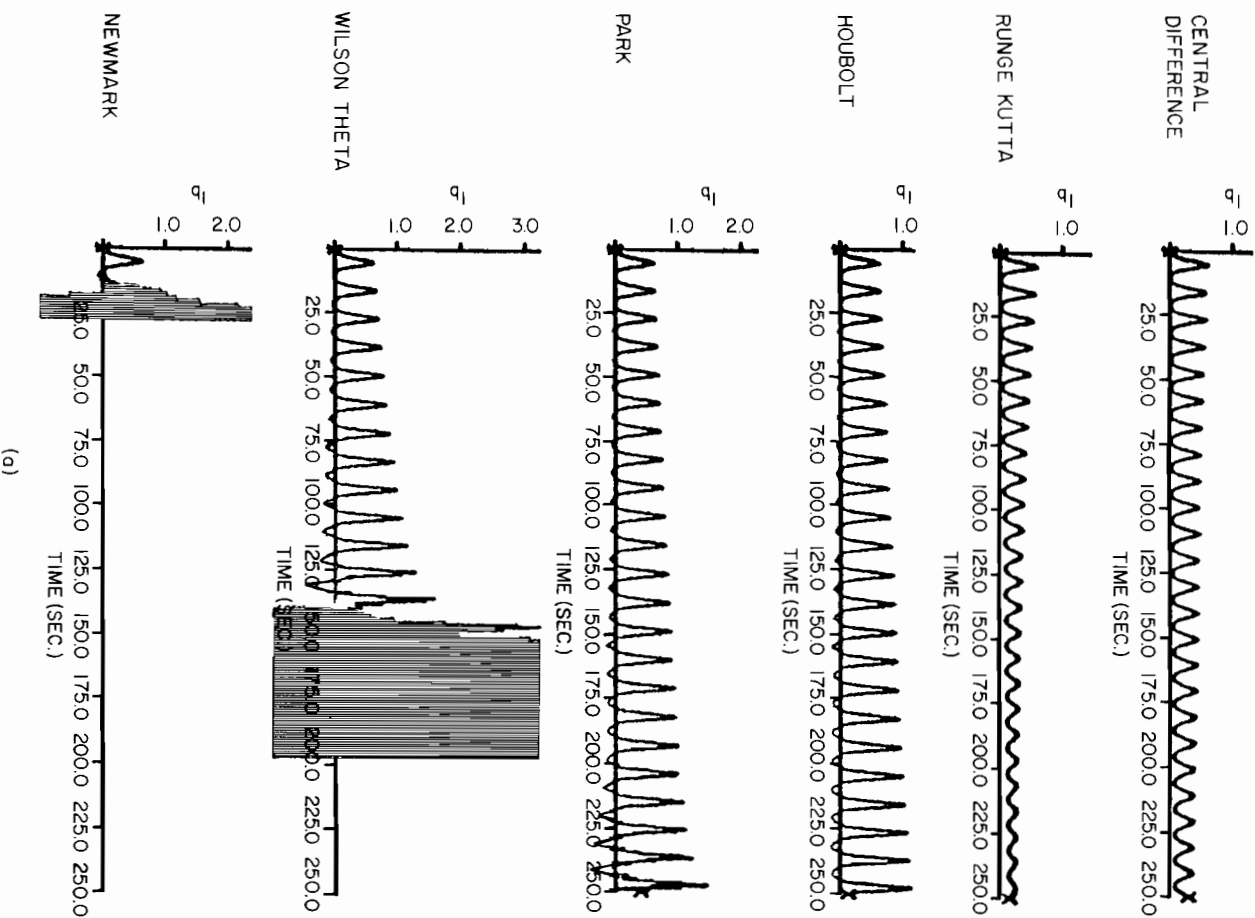 CENTRAL
DIFFERENCE
q1
1.0
25.0 50.0 75.0 100.0 125.0 150.0 175.0 200.0 225.0 250.0
TIME (SEC.)
RUNGE KUTTA
q1
1.0
25.0 50.0 75.0 100.0 125.0 150.0 175.0 200.0 225.0 250.0
TIME (SEC.)
HOUBOLT
q1
1.0
25.0 50.0 75.0 100.0 125.0 150.0 175.0 200.0 225.0 250.0
TIME (SEC.)
PARK
q1
2.0
1.0
25.0 50.0 75.0 100.0 125.0 150.0 175.0 200.0 225.0 250.0
TIME (SEC.)
WILSON THETA
q1
3.0
2.0
1.0
25.0 50.0 75.0 100.0 125.0 150.0 175.0 200.0 225.0 250.0
TIME (SEC.)
NEWMARK
q1
2.0
1.0
25.0 50.0 75.0 100.0 125.0 150.0 175.0 200.0 225.0 250.0
TIME (SEC.)
(a)